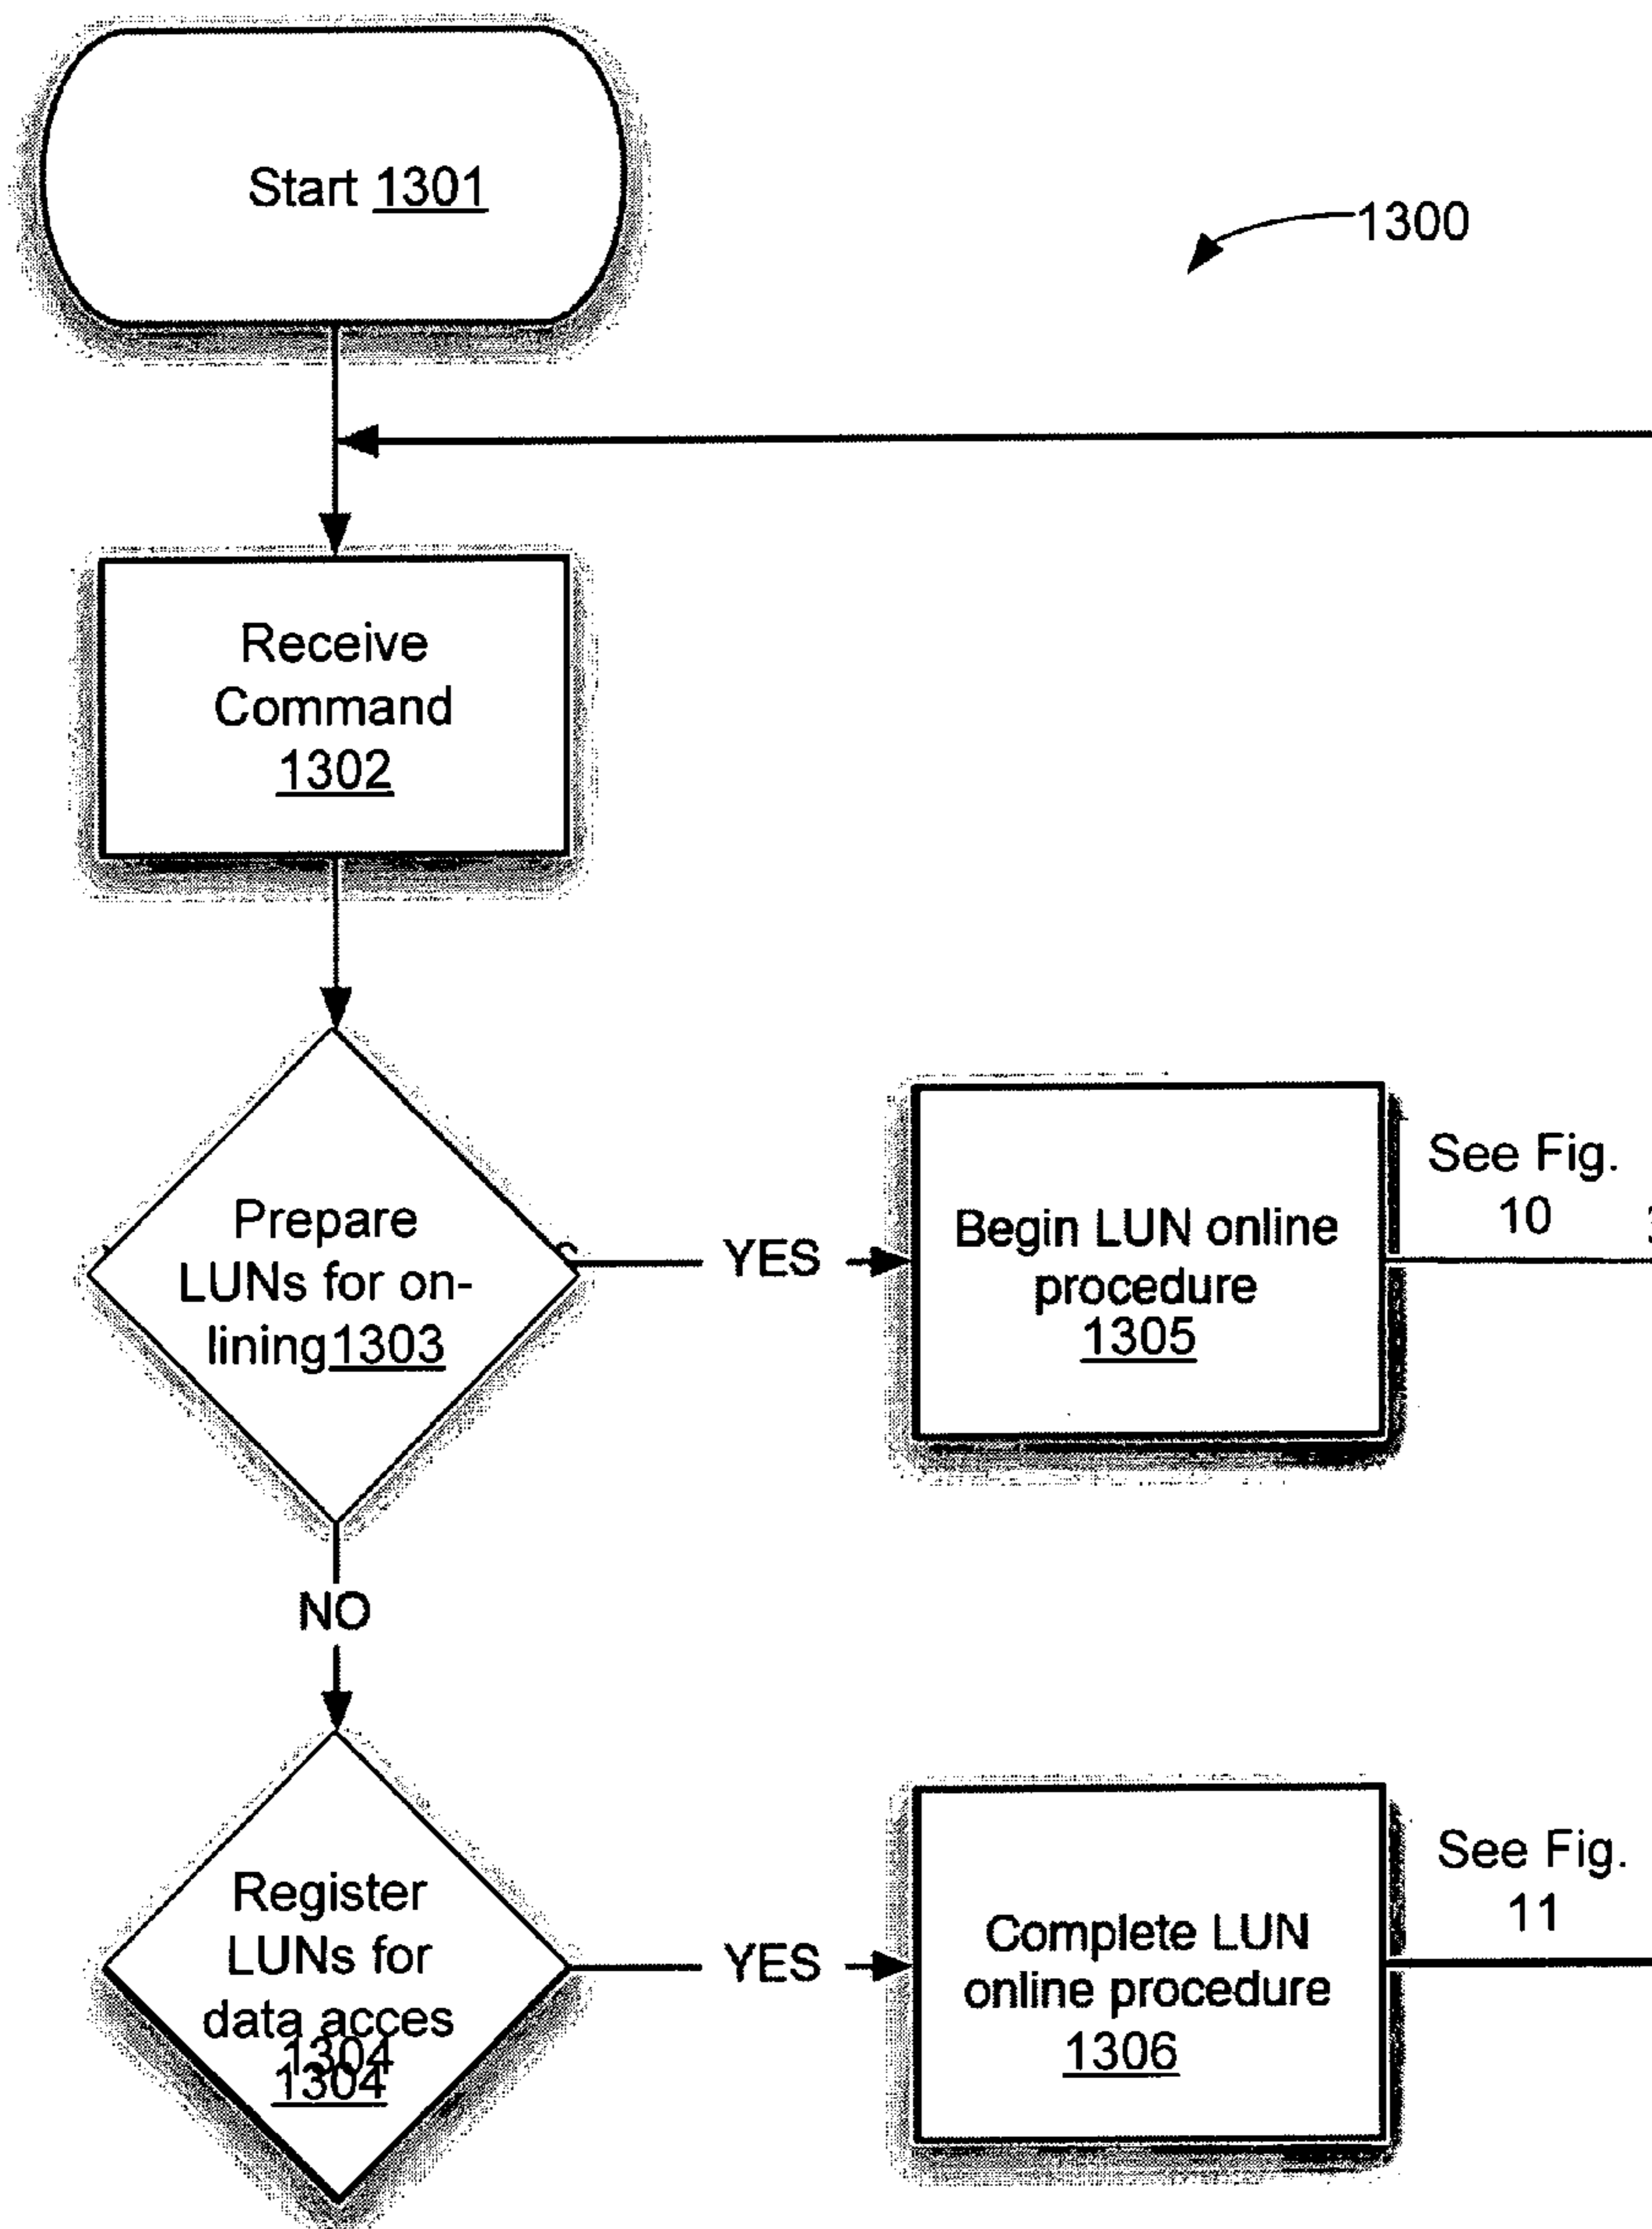 Start 1301
1300
Receive
Command
1302
Prepare
LUNs for on-
lining1303
YES
Begin LUN online
procedure
1305
See Fig.
10
NO
Register
LUNs for
data acces
1304
1304
YES
Complete LUN
online procedure
1306
See Fig.
11